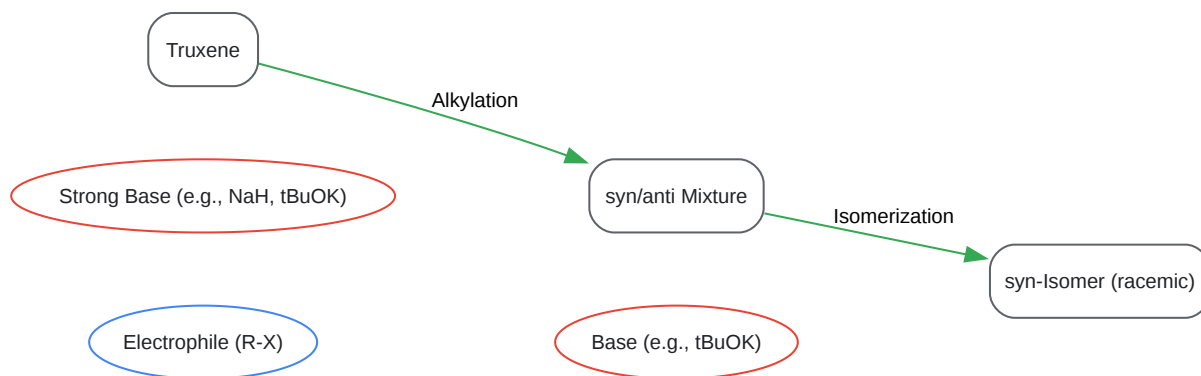 Truxene
Alkylation
Strong Base (e.g., NaH, tBuOK)
syn/anti Mixture
Isomerization
syn-Isomer (racemic)
Electrophile (R-X)
Base (e.g., tBuOK)